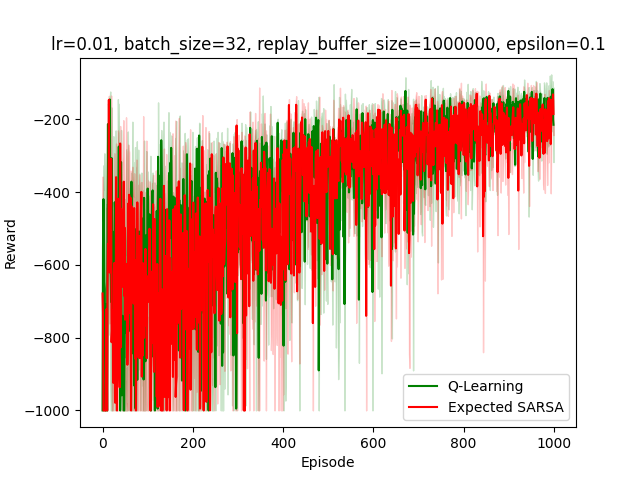 lr=0.01, batch_size=32, replay_buffer_size=1000000, epsilon=0.1
Reward
−200
−400
−600
−800
−1000
0 200 400 600 800 1000
Episode
Q-Learning
Expected SARSA